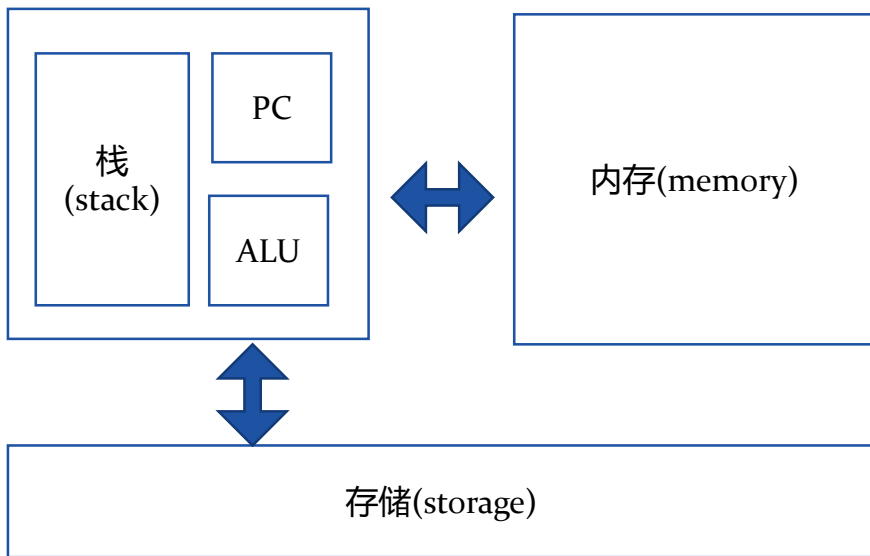 栈
(stack)
PC
ALU
内存(memory)
存储(storage)